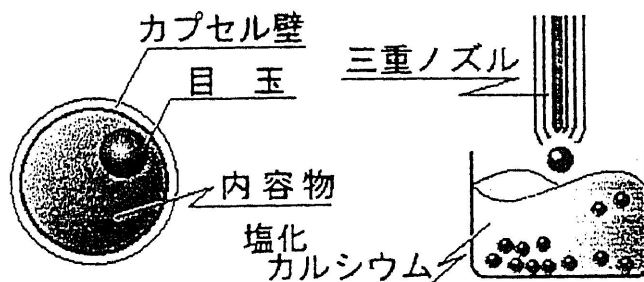 カプセル壁
目玉
内容物
三重ノズル
塩化
カルシウム